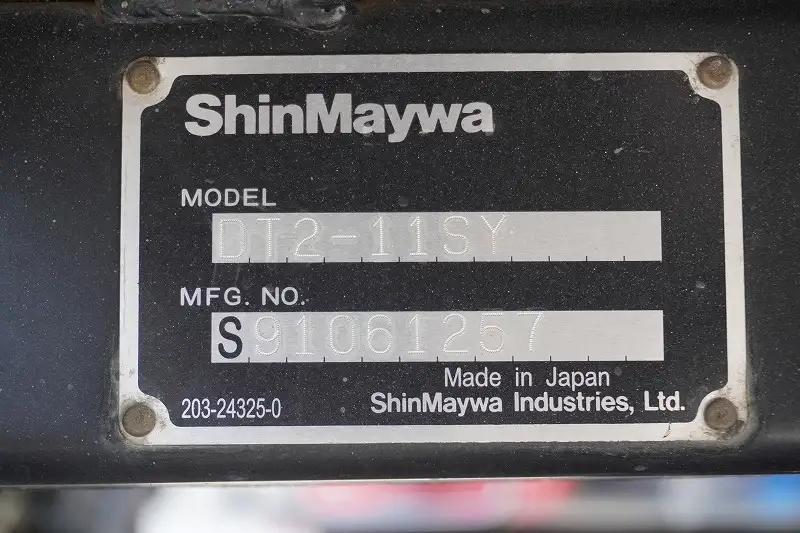 ShinMaywa
MODEL
DT2-11SY
MFG. NO.
S91061257
Made in Japan
203-24325-0 ShinMaywa Industries, Ltd.